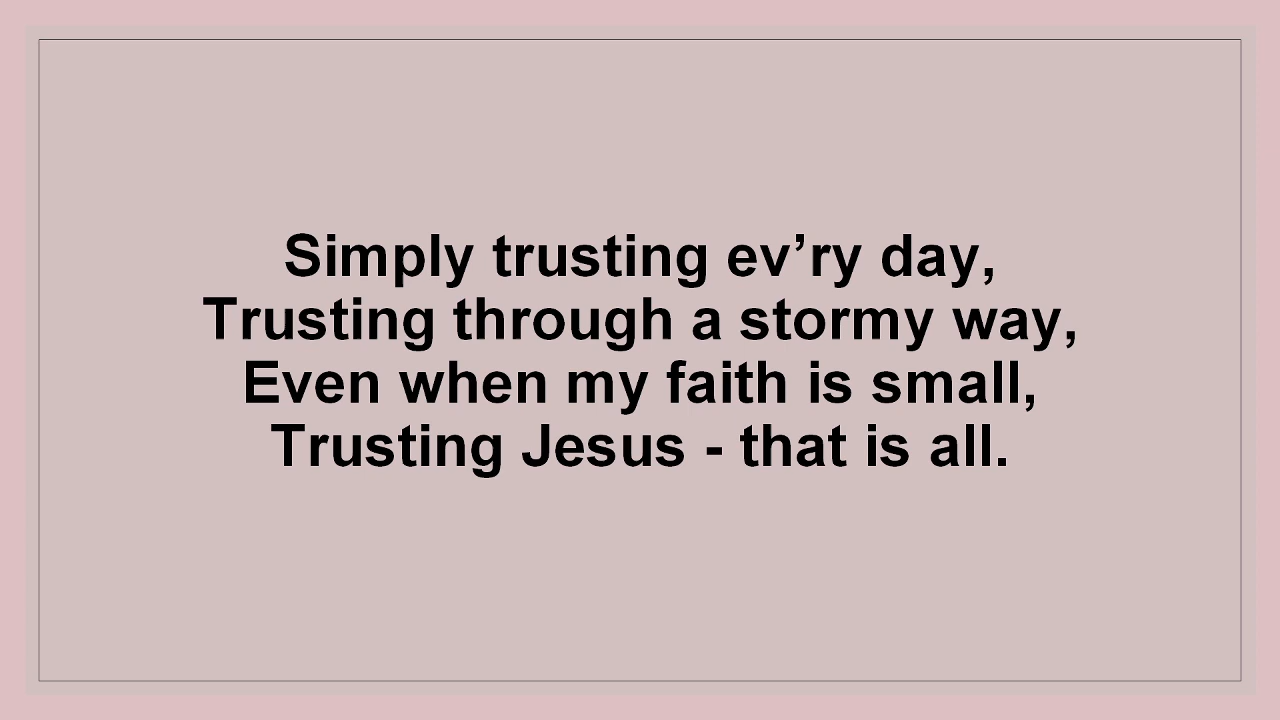 Simply trusting ev’ry day,
Trusting through a stormy way,
Even when my faith is small,
Trusting Jesus - that is all.